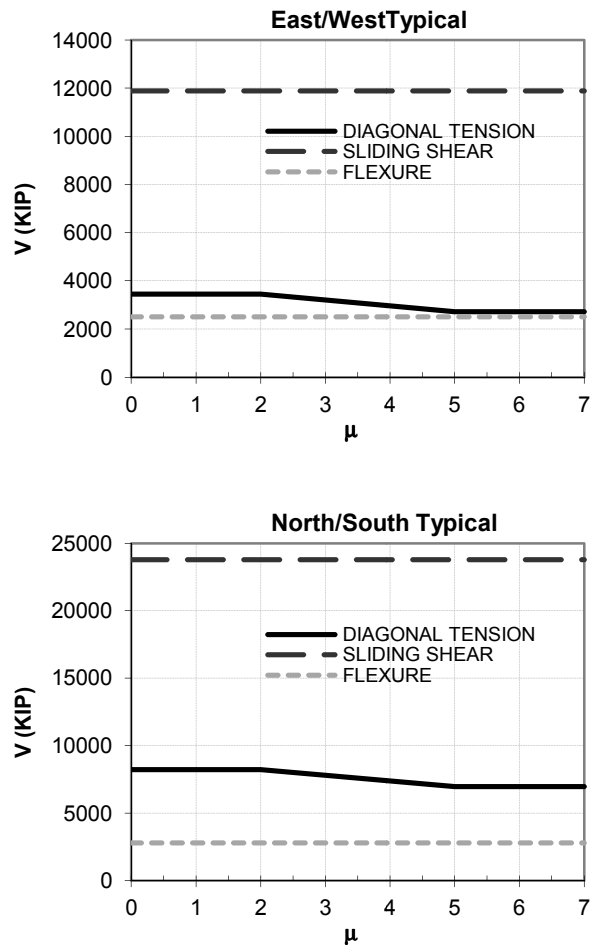 East/WestTypical
14000
12000
10000
8000
6000
4000
2000
0
V (KIP)
DIAGONAL TENSION
SLIDING SHEAR
FLEXURE
0 1 2 3 4 5 6 7
μ
North/South Typical
25000
20000
15000
10000
5000
0
V (KIP)
DIAGONAL TENSION
SLIDING SHEAR
FLEXURE
0 1 2 3 4 5 6 7
μ